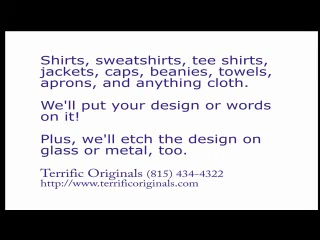 Shirts, sweatshirts, tee shirts,
jackets, caps, beanies, towels,
aprons, and anything cloth.
We'll put your design or words
on it!
Plus, we'll etch the design on
glass or metal, too.
Terrific Originals (815) 434-4322
http://www.terrificoriginals.com